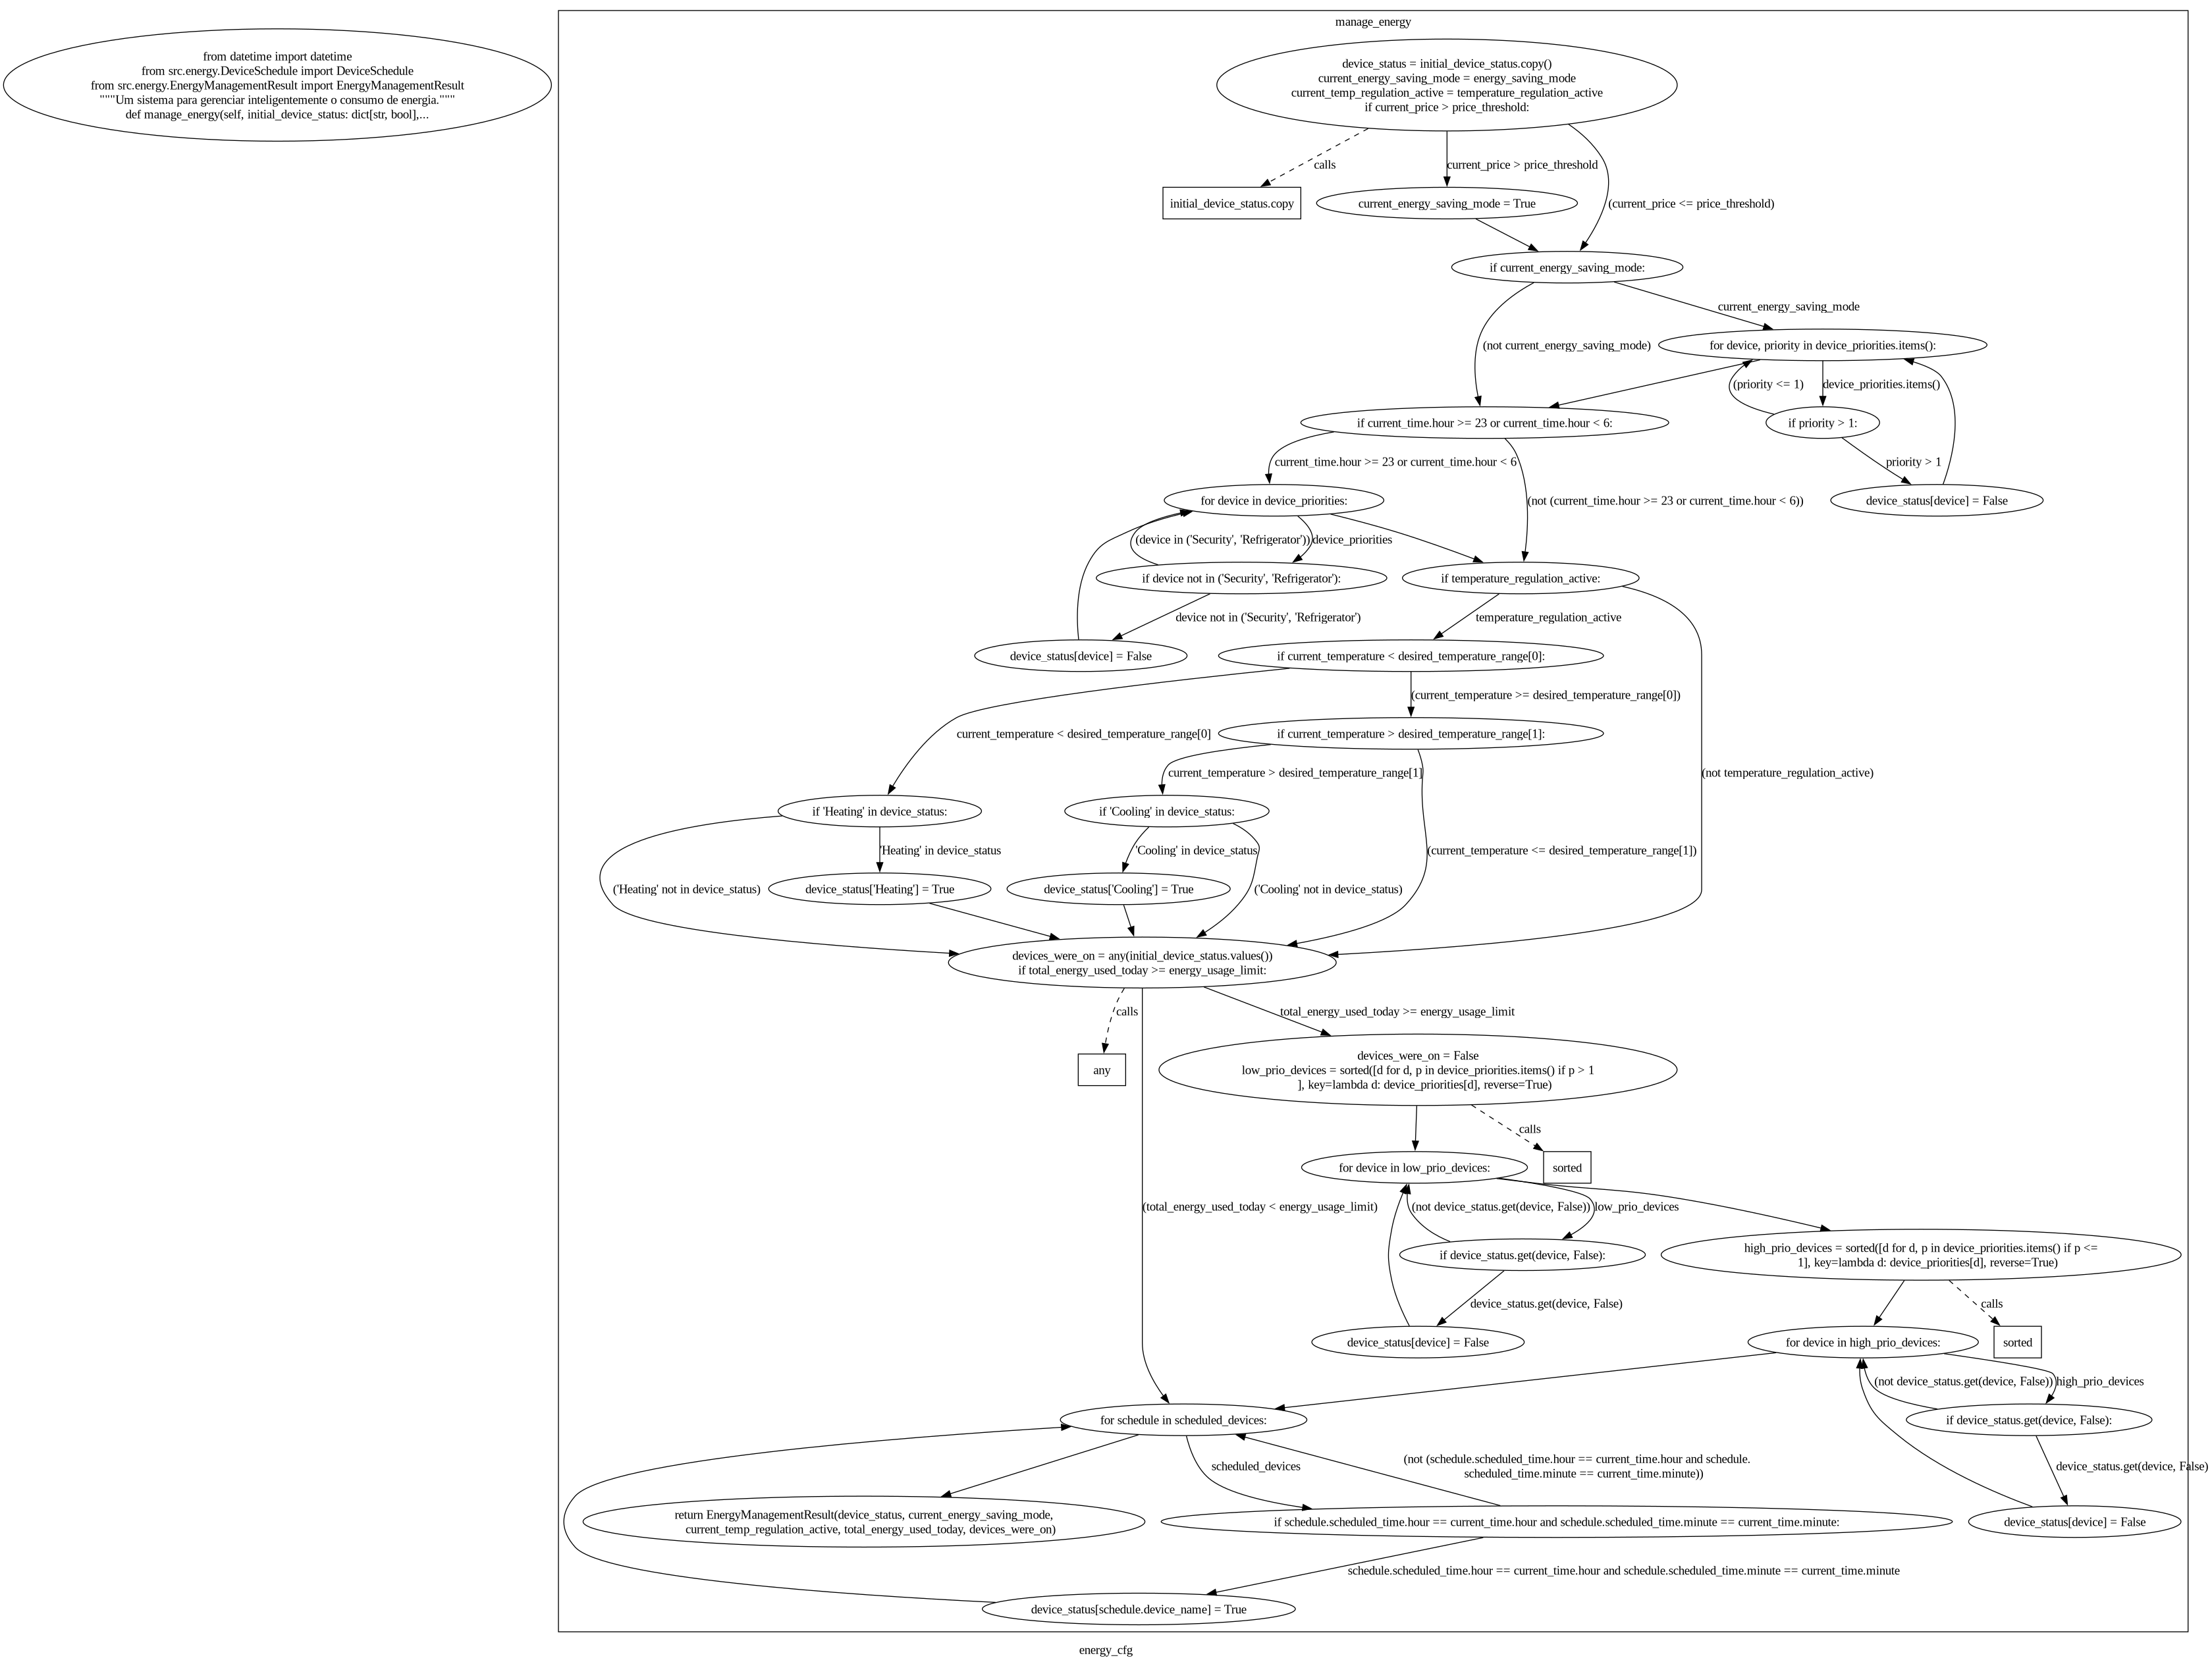 manage_energy
from datetime import datetime
from src.energy.DeviceSchedule import DeviceSchedule
from src.energy.EnergyManagementResult import EnergyManagementResult
"""Um sistema para gerenciar inteligentemente o consumo de energia."""
def manage_energy(self, initial_device_status: dict[str, bool],...
device_status = initial_device_status.copy()
current_energy_saving_mode = energy_saving_mode
current_temp_regulation_active = temperature_regulation_active
if current_price > price_threshold:
calls
current_price > price_threshold
initial_device_status.copy
current_energy_saving_mode = True
(current_price <= price_threshold)
if current_energy_saving_mode:
current_energy_saving_mode
(not current_energy_saving_mode)
for device, priority in device_priorities.items():
(priority <= 1)
device_priorities.items()
if current_time.hour >= 23 or current_time.hour < 6:
if priority > 1:
current_time.hour >= 23 or current_time.hour < 6
priority > 1
for device in device_priorities:
(not (current_time.hour >= 23 or current_time.hour < 6))
device_status[device] = False
(device in ('Security', 'Refrigerator'))
device_priorities
if device not in ('Security', 'Refrigerator'):
if temperature_regulation_active:
device not in ('Security', 'Refrigerator')
temperature_regulation_active
device_status[device] = False
if current_temperature < desired_temperature_range[0]:
(current_temperature >= desired_temperature_range[0])
current_temperature < desired_temperature_range[0]
if current_temperature > desired_temperature_range[1]:
current_temperature > desired_temperature_range[1]
(not temperature_regulation_active)
if 'Heating' in device_status:
if 'Cooling' in device_status:
'Heating' in device_status
'Cooling' in device_status
(current_temperature <= desired_temperature_range[1])
('Heating' not in device_status)
device_status['Heating'] = True
device_status['Cooling'] = True
('Cooling' not in device_status)
devices_were_on = any(initial_device_status.values())
if total_energy_used_today >= energy_usage_limit:
calls
total_energy_used_today >= energy_usage_limit
any
devices_were_on = False
low_prio_devices = sorted([d for d, p in device_priorities.items() if p > 1
], key=lambda d: device_priorities[d], reverse=True)
calls
for device in low_prio_devices:
sorted
(total_energy_used_today < energy_usage_limit)
(not device_status.get(device, False))
low_prio_devices
if device_status.get(device, False):
high_prio_devices = sorted([d for d, p in device_priorities.items() if p <=
1], key=lambda d: device_priorities[d], reverse=True)
device_status.get(device, False)
calls
device_status[device] = False
for device in high_prio_devices:
sorted
(not device_status.get(device, False))
high_prio_devices
for schedule in scheduled_devices:
if device_status.get(device, False):
scheduled_devices
(not (schedule.scheduled_time.hour == current_time.hour and schedule.
scheduled_time.minute == current_time.minute))
device_status.get(device, False)
return EnergyManagementResult(device_status, current_energy_saving_mode,
current_temp_regulation_active, total_energy_used_today, devices_were_on)
if schedule.scheduled_time.hour == current_time.hour and schedule.scheduled_time.minute == current_time.minute:
device_status[device] = False
schedule.scheduled_time.hour == current_time.hour and schedule.scheduled_time.minute == current_time.minute
device_status[schedule.device_name] = True
energy_cfg